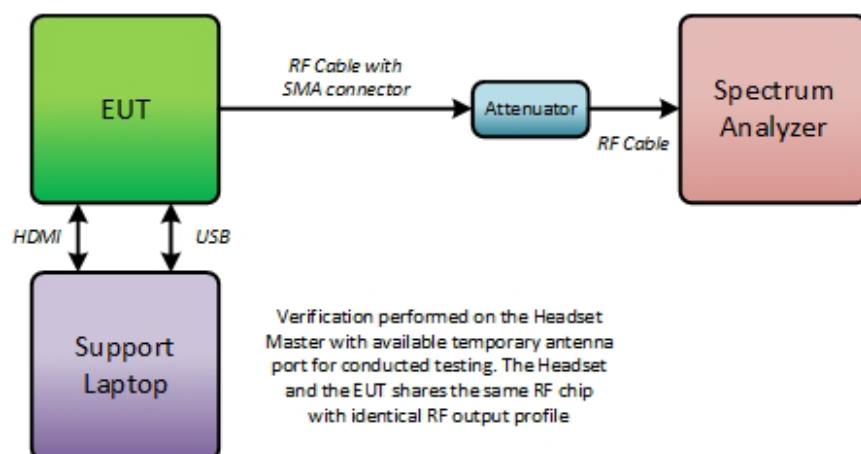 EUT
RF Cable with
SMA connector
Attenuator
RF Cable
Spectrum
Analyzer
HDMI
USB
Support
Laptop
Verification performed on the Headset
Master with available temporary antenna
port for conducted testing. The Headset
and the EUT shares the same RF chip
with identical RF output profile